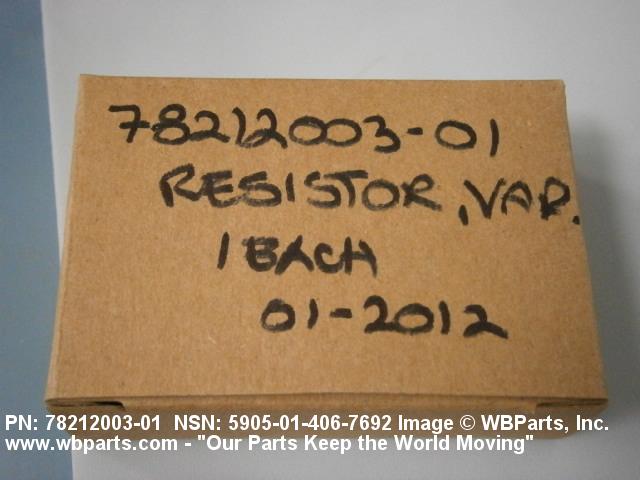 78212003-01
RESISTOR, VAR.
1 EACH
01-2012
PN: 78212003-01 NSN: 5905-01-406-7692 Image © WBParts, Inc.
www.wbparts.com - "Our Parts Keep the World Moving"